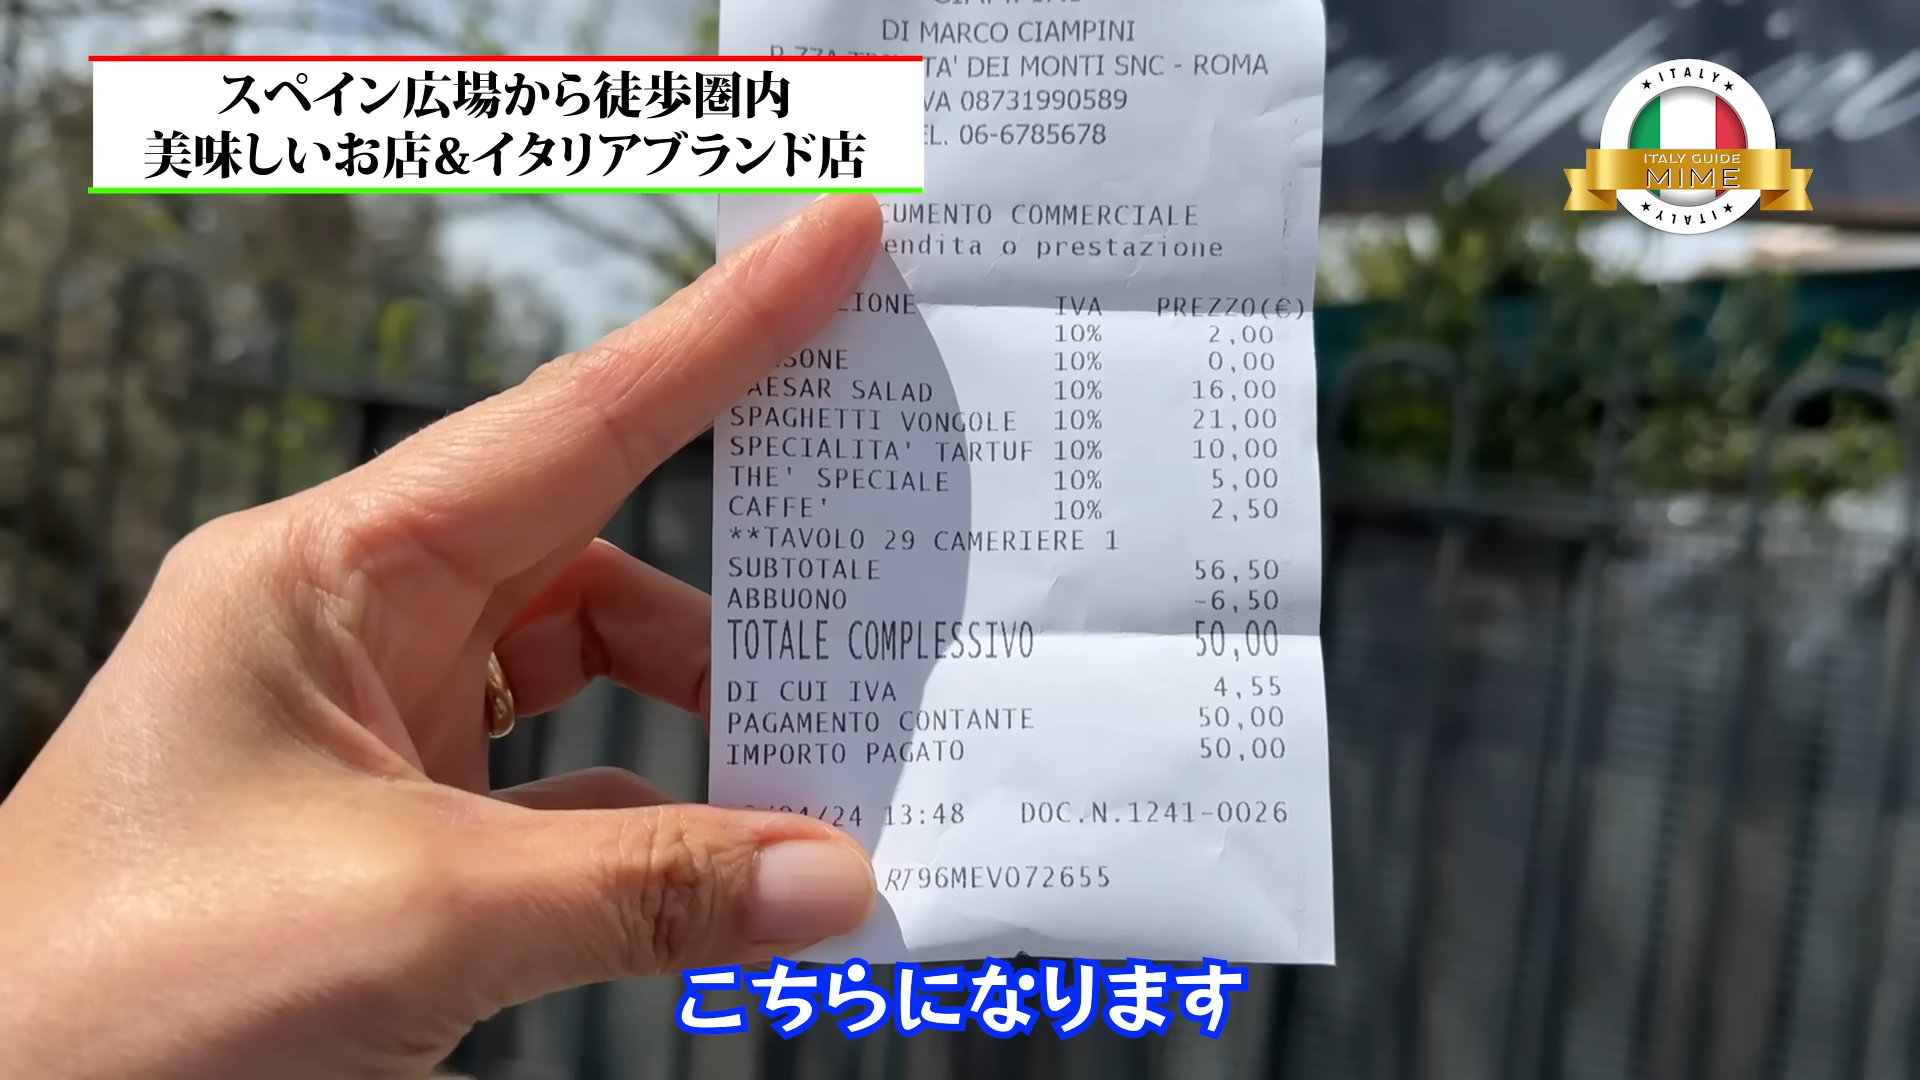 スペイン広場から徒歩圏内
美味しいお店&イタリアブランド店
DI MARCO CIAMPINI
TA' DEI MONTI SNC - ROMA
VA 08731990589
EL. 06-6785678
CUMENTO COMMERCIALE
endita o prestazione
ZIONE IVA PREZZO(€)
10% 2,00
SONE 10% 0,00
AESAR SALAD 10% 16,00
SPAGHETTI VONGOLE 10% 21,00
SPECIALITA' TARTUF 10% 10,00
THE' SPECIALE 10% 5,00
CAFFE' 10% 2,50
**TAVOLO 29 CAMERIERE 1
SUBTOTALE 56,50
ABBUONO -6,50
TOTALE COMPLESSIVO 50,00
DI CUI IVA 4,55
PAGAMENTO CONTANTE 50,00
IMPORTO PAGATO 50,00
/24 13:48 DOC.N.1241-0026
RT96MEV072655
★ ITALY ★
ITALY GUIDE
MIME
★ ITALY ★
こちらになります